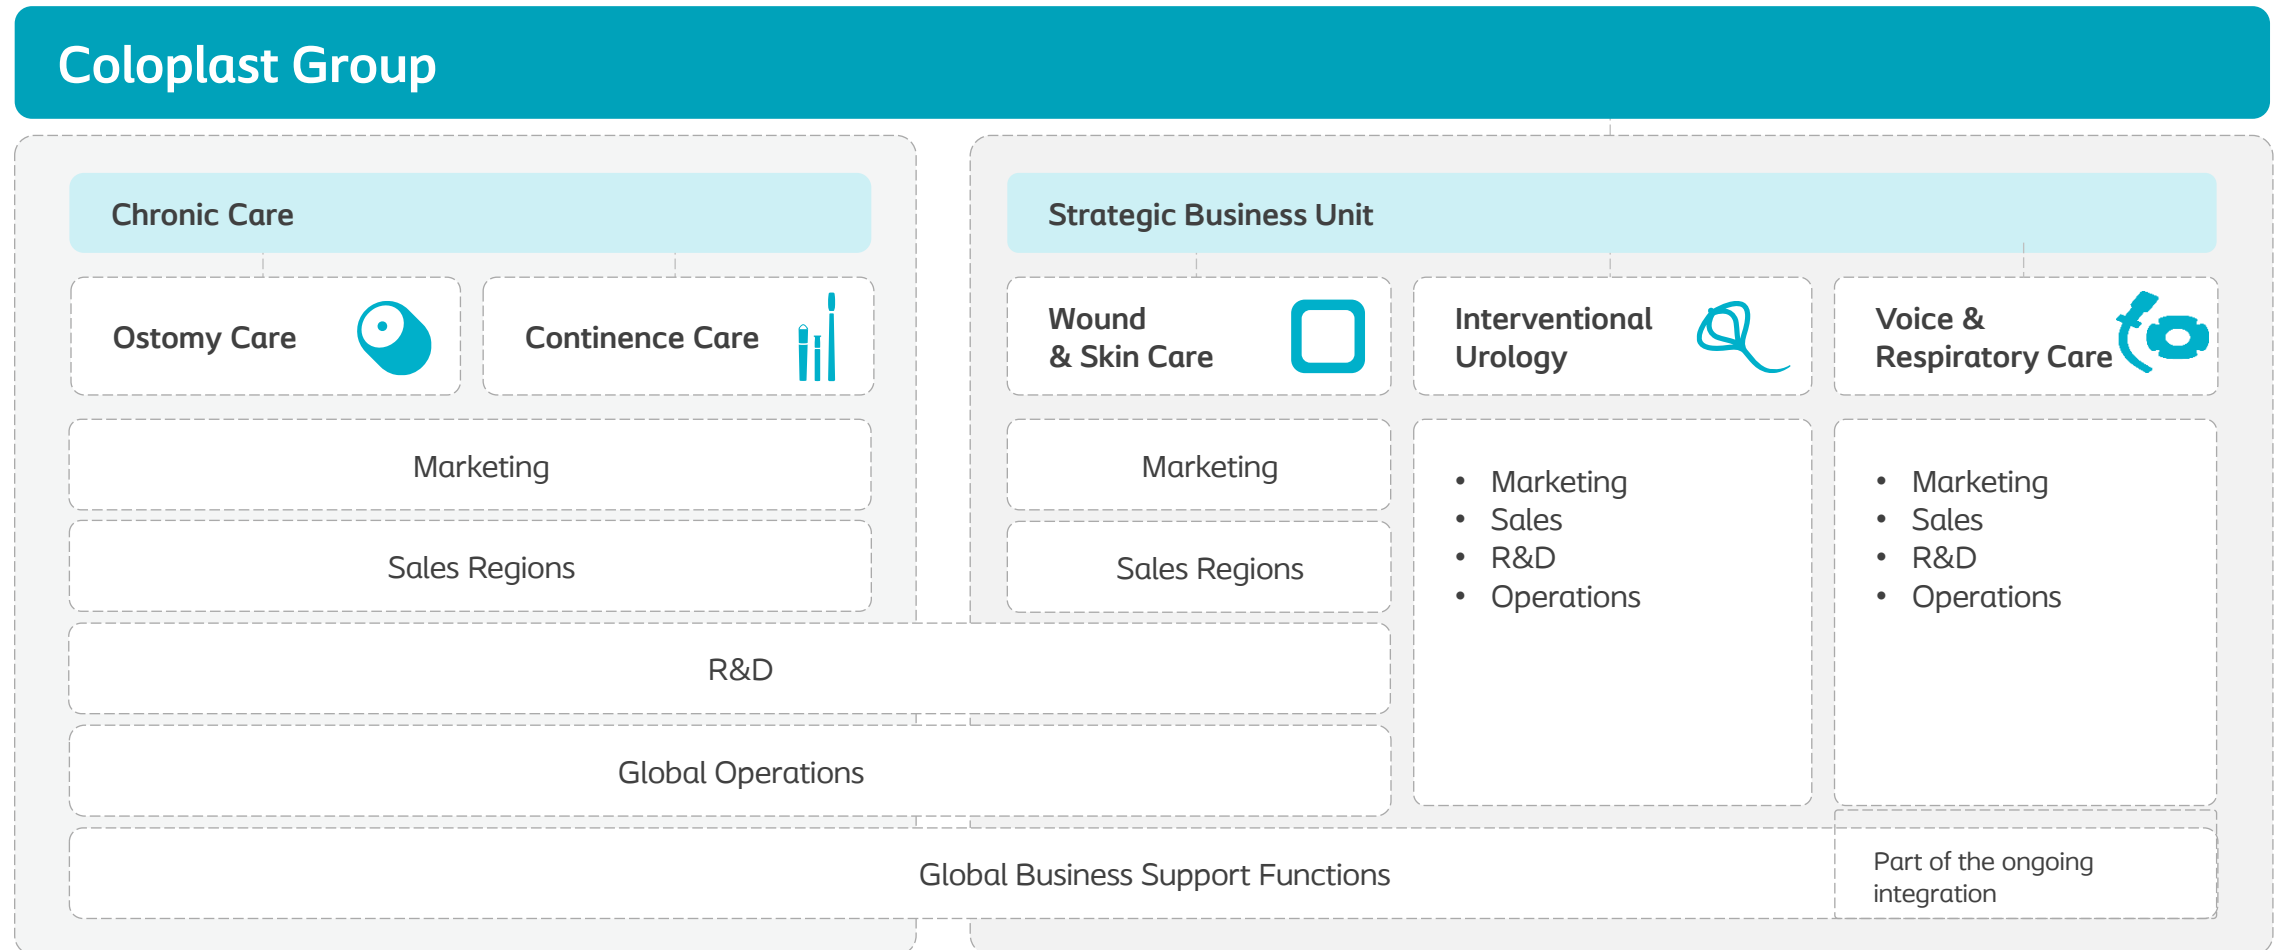 Coloplast Group
Chronic Care
Strategic Business Unit
Ostomy Care
Continence Care
Wound
& Skin Care
Interventional
Urology
Voice &
Respiratory Care
Marketing
Sales Regions
Marketing
Sales Regions
• Marketing
• Sales
• R&D
• Operations
• Marketing
• Sales
• R&D
• Operations
R&D
Global Operations
Global Business Support Functions
Part of the ongoing
integration